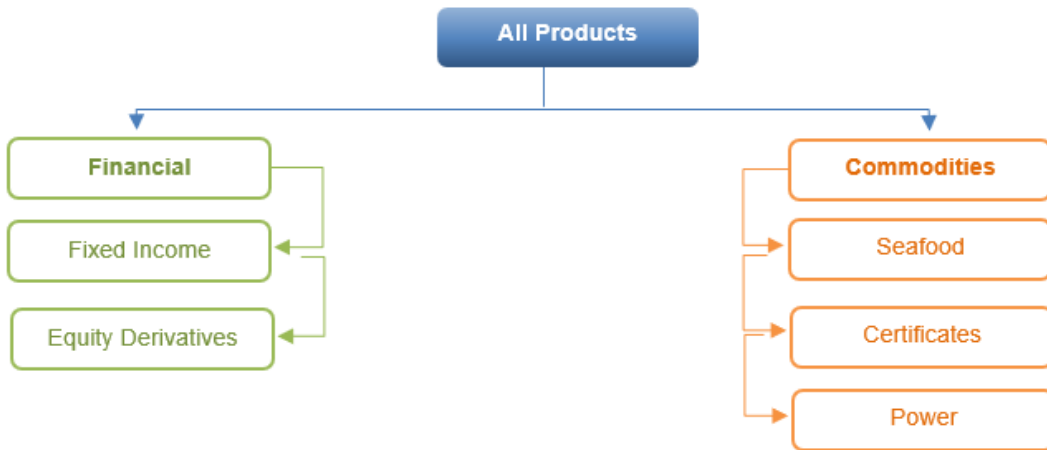 All Products
Financial
Commodities
Fixed Income
Seafood
Equity Derivatives
Certificates
Power